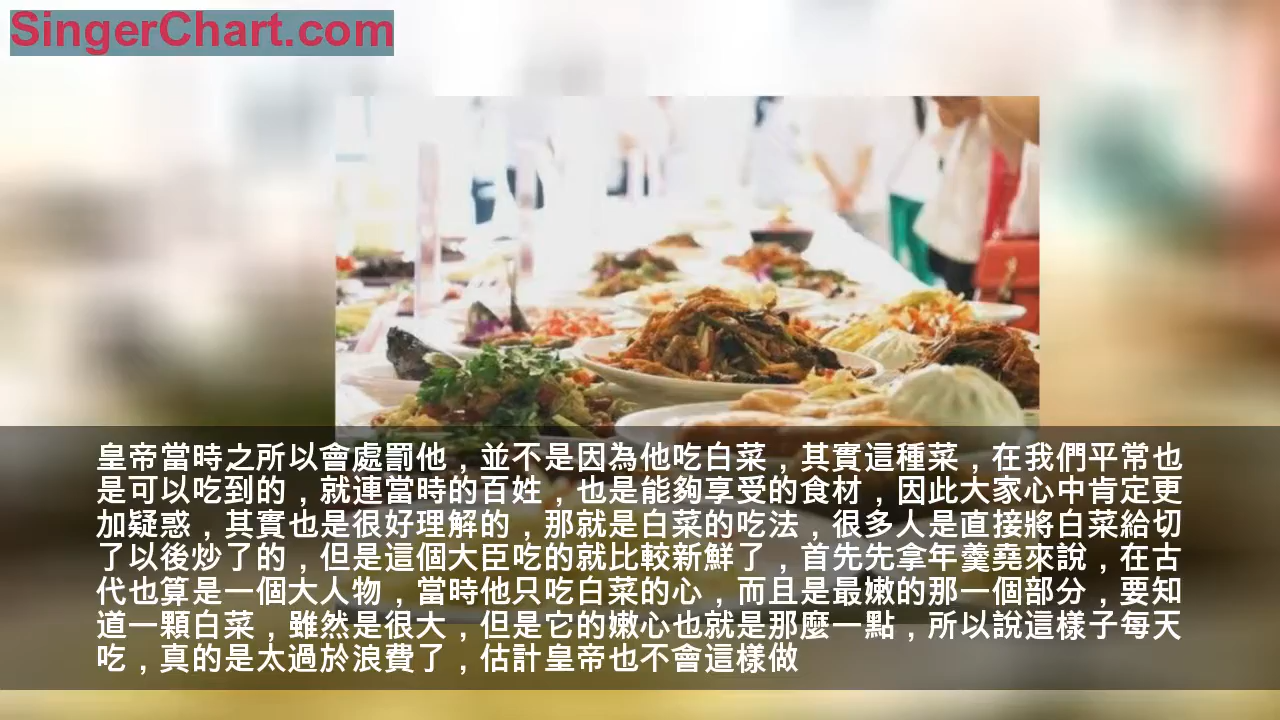 SingerChart.com
皇帝當時之所以會處罰他，並不是因為他吃白菜，其實這種菜，在我們平常也
是可以吃到的，就連當時的百姓，也是能夠享受的食材，因此大家心中肯定更
加疑惑，其實也是很好理解的，那就是白菜的吃法，很多人是直接將白菜給切
了以後炒了的，但是這個大臣吃的就比較新鮮了，首先先拿年羹堯來說，在古
代也算是一個大人物，當時他只吃白菜的心，而且是最嫩的那一個部分，要知
道一顆白菜，雖然是很大，但是它的嫩心也就是那麼一點，所以說這樣子每天
吃，真的是太過於浪費了，估計皇帝也不會這樣做